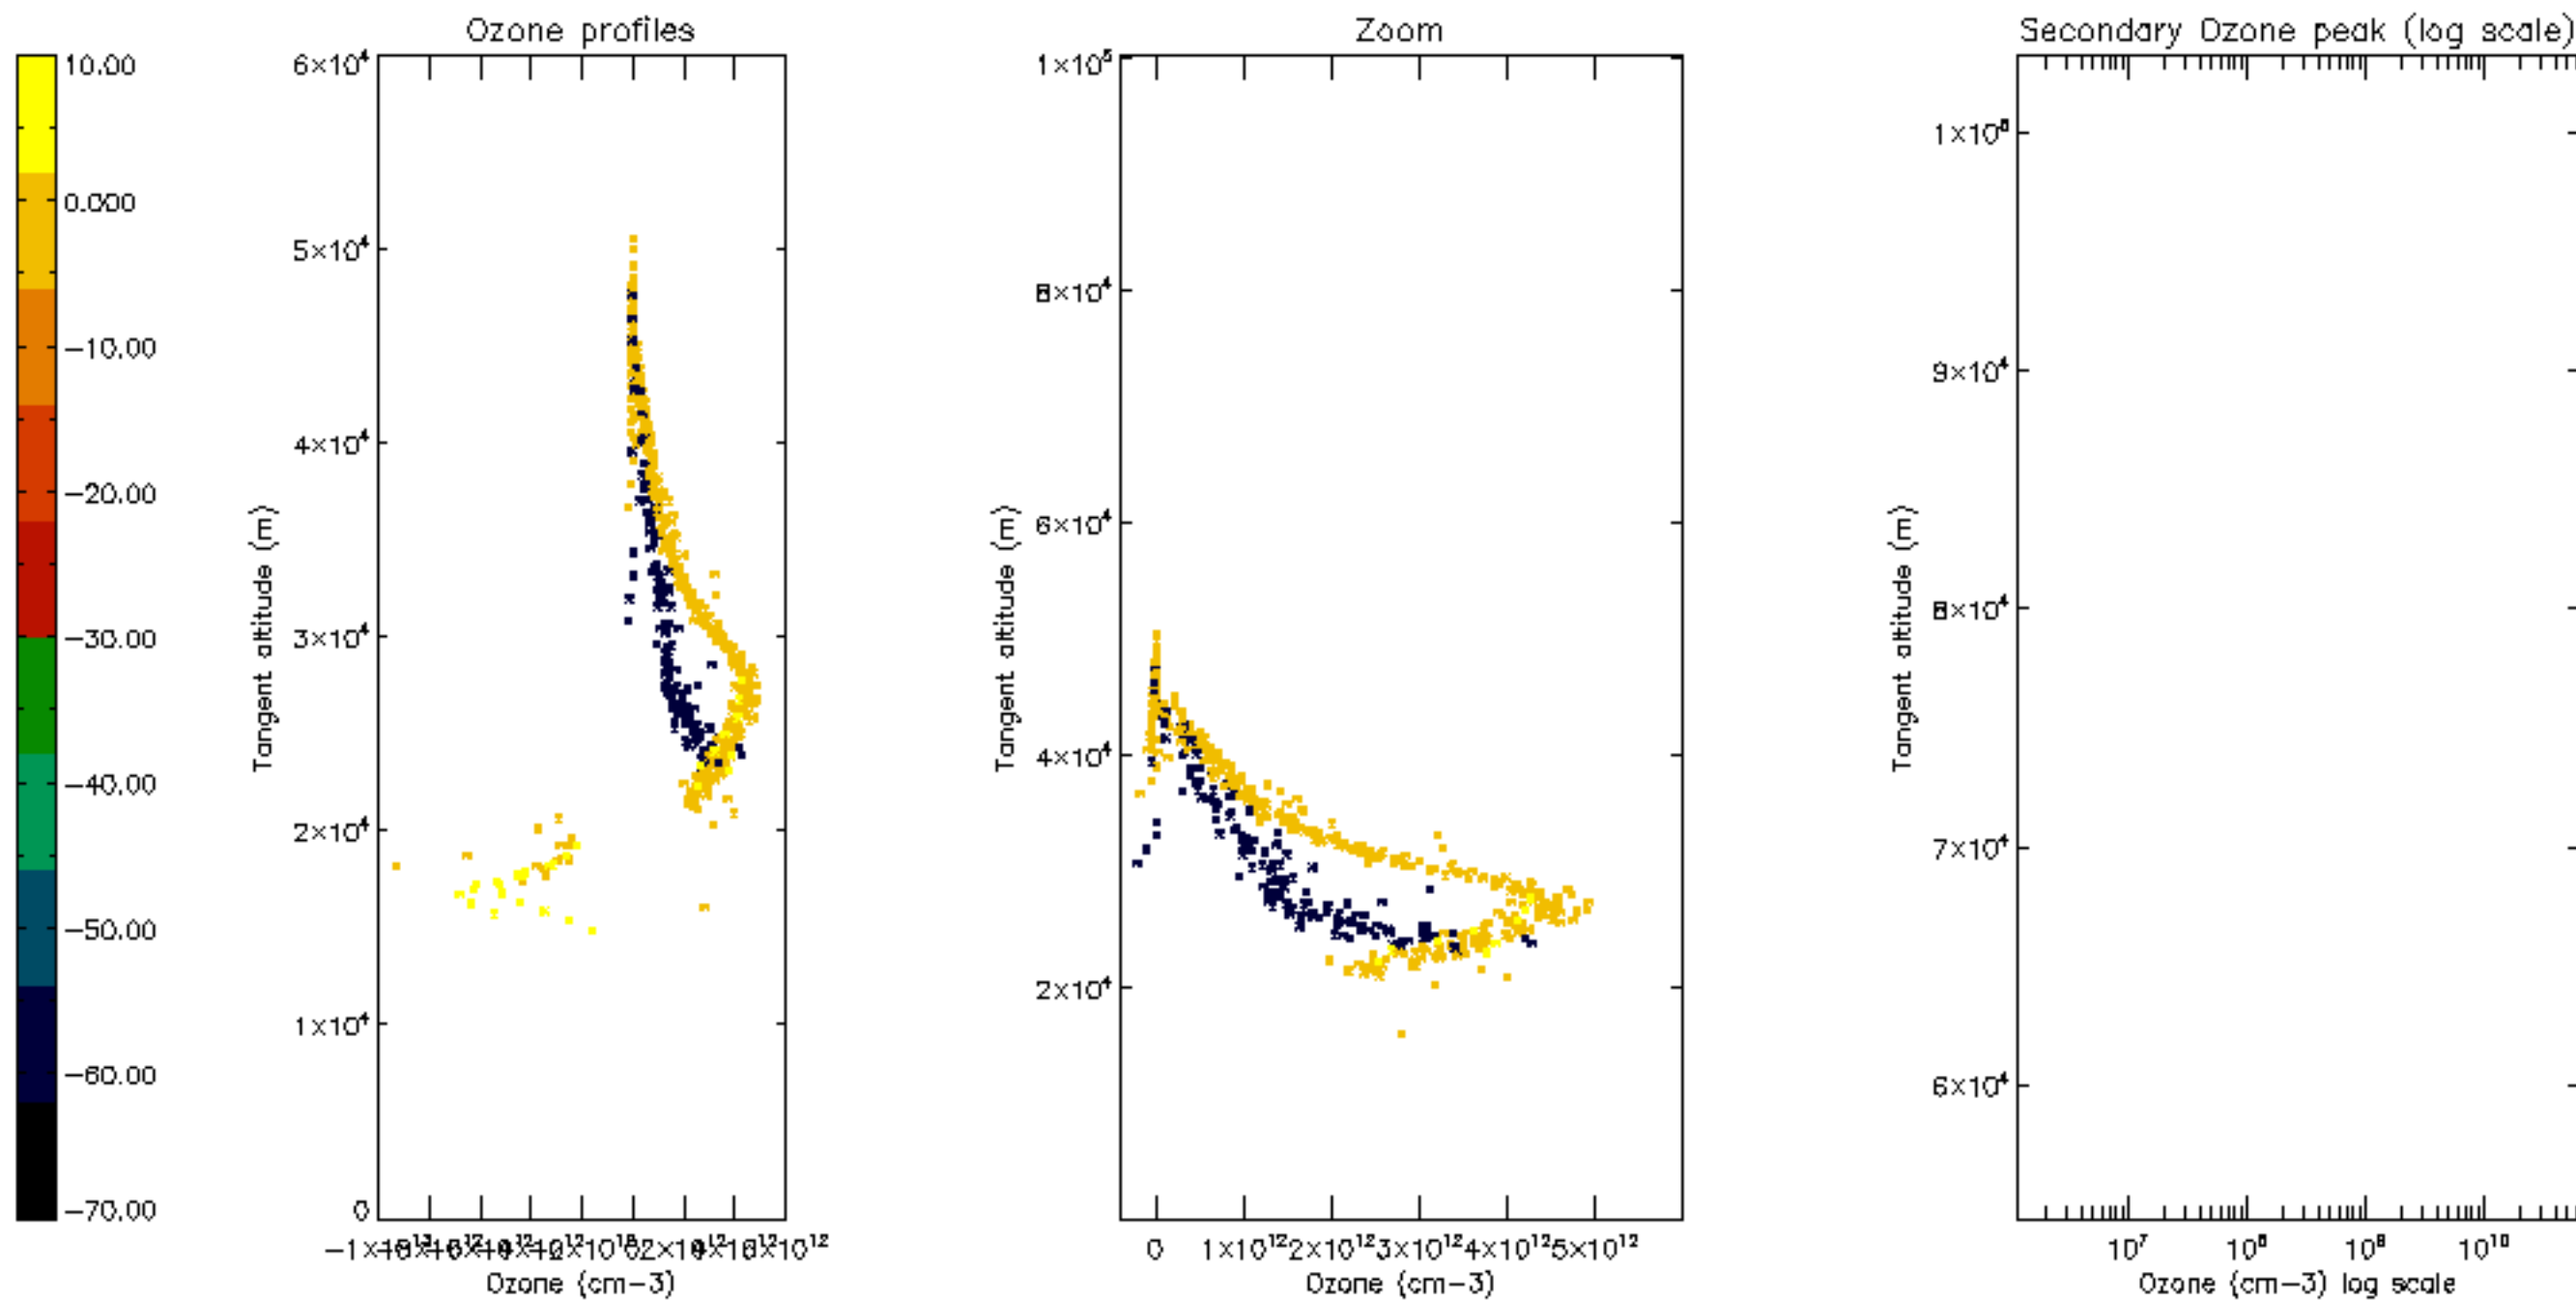 Ozone profiles
Zoom
Secondary Ozone peak (log scale)
10.00
0.000
−10.00
−20.00
−30.00
−40.00
−50.00
−60.00
−70.00
6×10⁴
5×10⁴
4×10⁴
3×10⁴
2×10⁴
1×10⁴
0
Tangent altitude (m)
Ozone (cm−3)
1×10⁵
8×10⁴
6×10⁴
4×10⁴
2×10⁴
Tangent altitude (m)
0 1×10¹² 2×10¹² 3×10¹² 4×10¹² 5×10¹²
Ozone (cm−3)
9×10⁴
8×10⁴
7×10⁴
6×10⁴
Tangent altitude (m)
10⁷ 10⁸ 10⁹ 10¹⁰
Ozone (cm−3) log scale